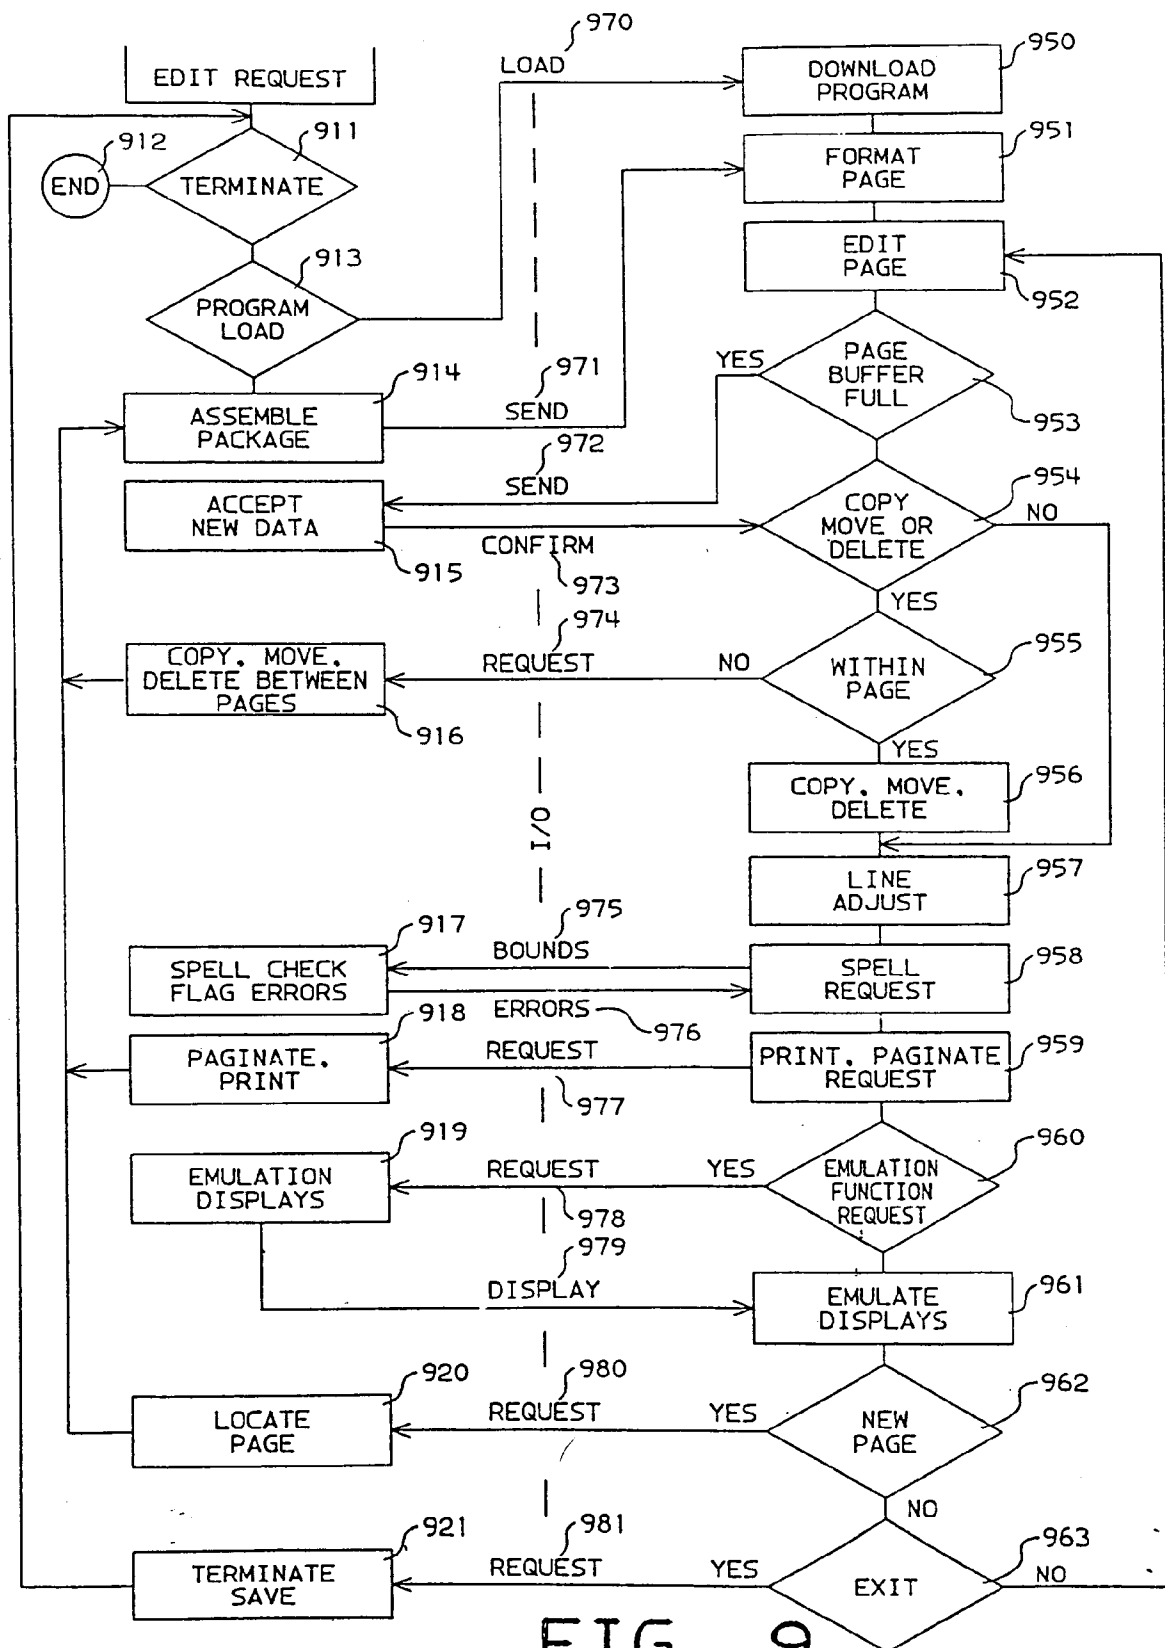 970
LOAD
950
DOWNLOAD
PROGRAM
EDIT REQUEST
911
912
END
TERMINATE
951
FORMAT
PAGE
913
PROGRAM
LOAD
EDIT
PAGE
952
914
ASSEMBLE
PACKAGE
971
SEND
YES
PAGE
BUFFER
FULL
953
972
SEND
ACCEPT
NEW DATA
915
CONFIRM
973
954
COPY
MOVE OR
DELETE
NO
YES
974
REQUEST
NO
COPY. MOVE.
DELETE BETWEEN
PAGES
916
WITHIN
PAGE
955
YES
COPY. MOVE.
DELETE
956
I/O
LINE
ADJUST
957
917
975
BOUNDS
SPELL CHECK
FLAG ERRORS
SPELL
REQUEST
958
ERRORS
976
918
PAGINATE.
PRINT
REQUEST
977
PRINT. PAGINATE
REQUEST
959
919
EMULATION
DISPLAYS
REQUEST
978
YES
EMULATION
FUNCTION
REQUEST
960
979
DISPLAY
EMULATE
DISPLAYS
961
920
LOCATE
PAGE
980
REQUEST
YES
NEW
PAGE
962
NO
921
TERMINATE
SAVE
981
REQUEST
YES
EXIT
963
NO
FIG. 9